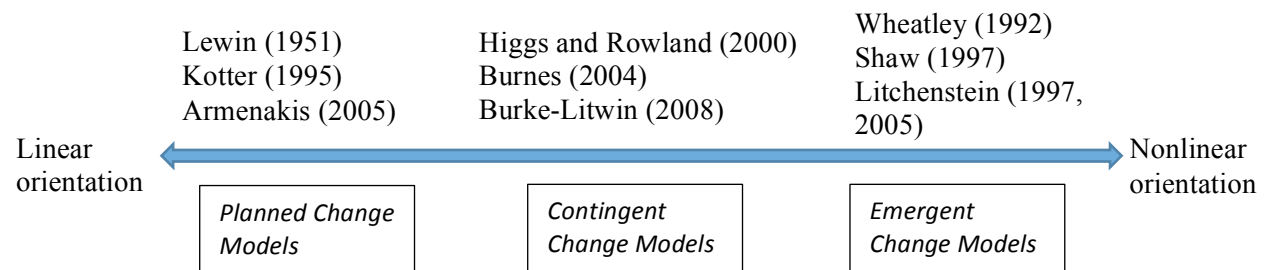 Lewin (1951)
Kotter (1995)
Armenakis (2005)
Higgs and Rowland (2000)
Burnes (2004)
Burke-Litwin (2008)
Wheatley (1992)
Shaw (1997)
Litchenstein (1997,
2005)
Linear
orientation
Nonlinear
orientation
Planned Change
Models
Contingent
Change Models
Emergent
Change Models